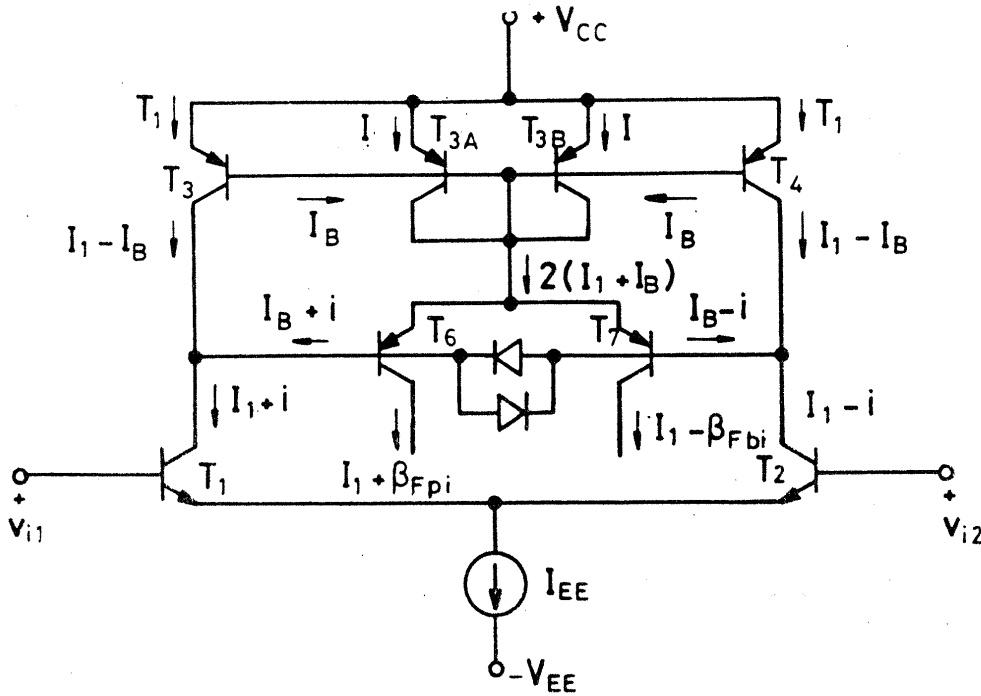 + V_CC
T_1
I
T_3A
T_3B
I
T_1
T_3
T_4
I_B
I_B
I_1 - I_B
I_1 - I_B
2(I_1 + I_B)
I_B + i
T_6
T_7
I_B - i
I_1 + i
I_1 - i
I_1 - β_Fbi
I_1 + β_Fpi
T_1
T2
+
v_i1
+
v_i2
I_EE
-V_EE